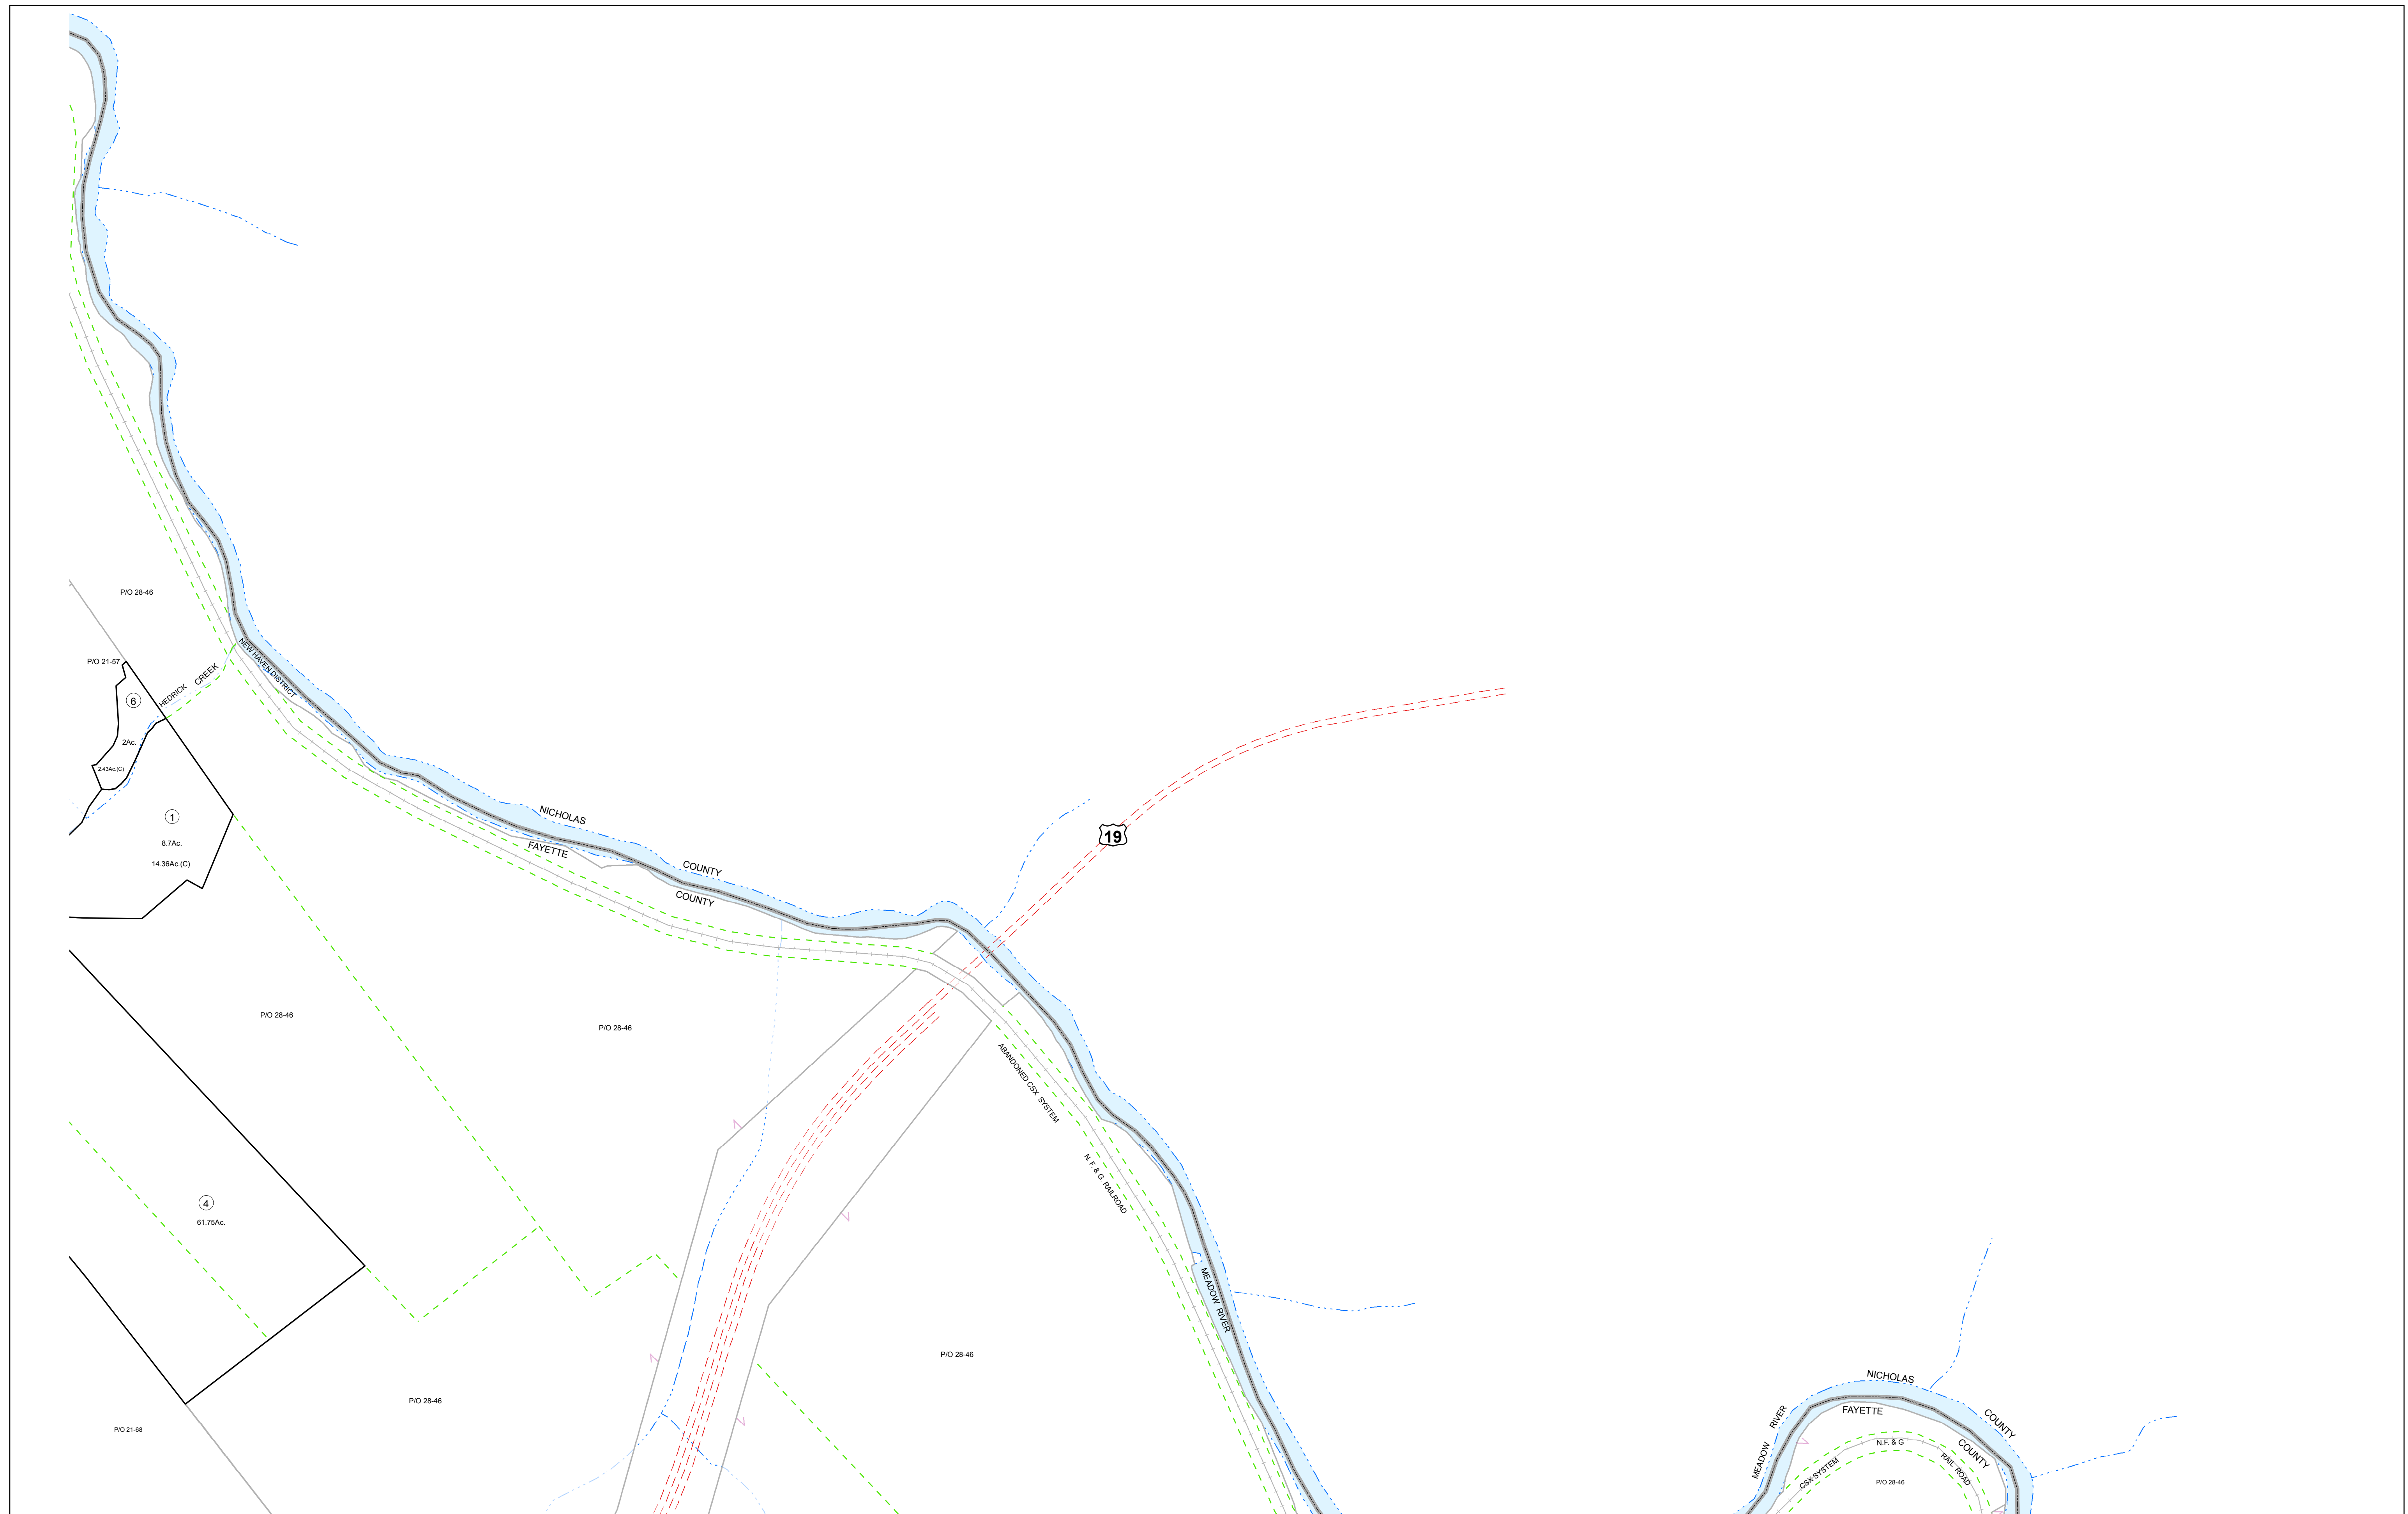 P/O 28-46
P/O 21-57
HEDRICK CREEK
NEW HAVEN DISTRICT
6
2Ac.
2.43Ac.(C)
1
8.7Ac.
14.36Ac.(C)
NICHOLAS COUNTY
FAYETTE COUNTY
19
P/O 28-46
P/O 28-46
ABANDONED CSX SYSTEM
N. F. & G. RAILROAD
4
61.75Ac.
MEADOW RIVER
P/O 28-46
P/O 28-46
P/O 21-68
NICHOLAS COUNTY
FAYETTE COUNTY
MEADOW RIVER
CSX SYSTEM
N.F. & G RAIL ROAD
P/O 28-46